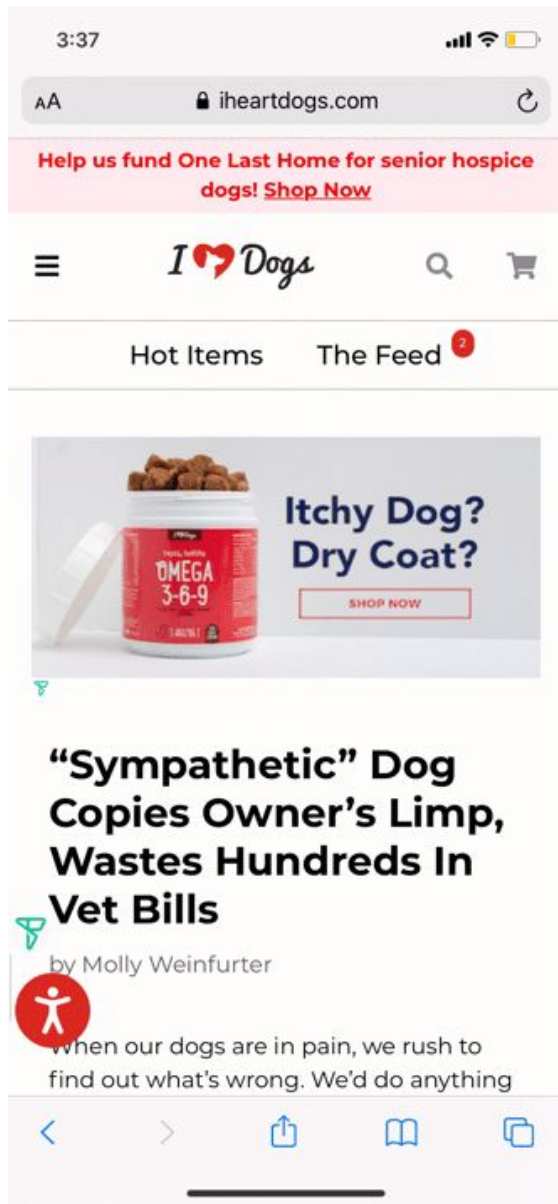 3:37
AA iheartdogs.com
Help us fund One Last Home for senior hospice
dogs! Shop Now
I Dogs
Hot Items The Feed 2
Itchy Dog?
Dry Coat?
SHOP NOW
OMEGA
3-6-9
“Sympathetic” Dog
Copies Owner’s Limp,
Wastes Hundreds In
Vet Bills
by Molly Weinfurter
When our dogs are in pain, we rush to
find out what's wrong. We'd do anything